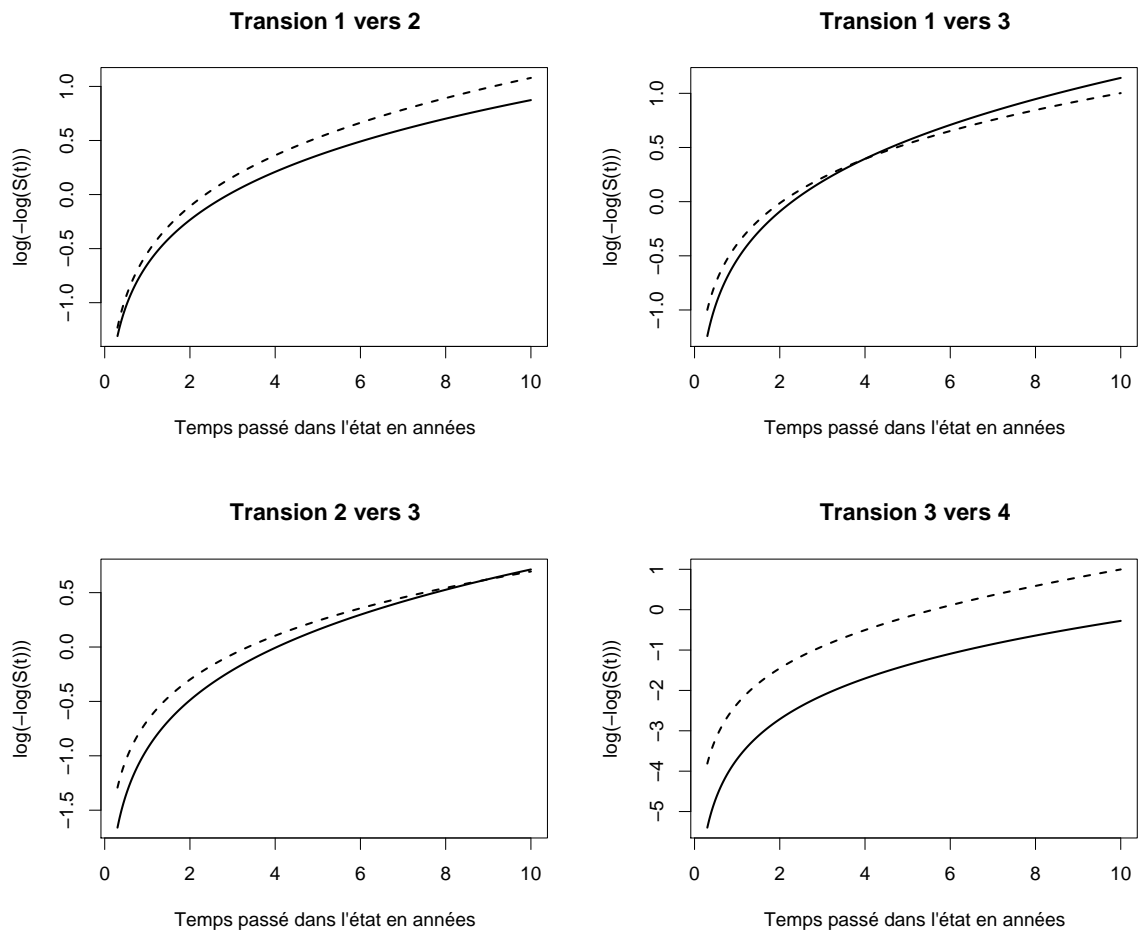 Transion 1 vers 2
log(−log(S(t)))
1.0
0.5
0.0
−0.5
−1.0
0 2 4 6 8 10
Temps passé dans l'état en années
Transion 1 vers 3
log(−log(S(t)))
1.0
0.5
0.0
−0.5
−1.0
0 2 4 6 8 10
Temps passé dans l'état en années
Transion 2 vers 3
log(−log(S(t)))
0.5
0.0
−0.5
−1.0
−1.5
0 2 4 6 8 10
Temps passé dans l'état en années
Transion 3 vers 4
log(−log(S(t)))
1
0
−1
−2
−3
−4
−5
0 2 4 6 8 10
Temps passé dans l'état en années